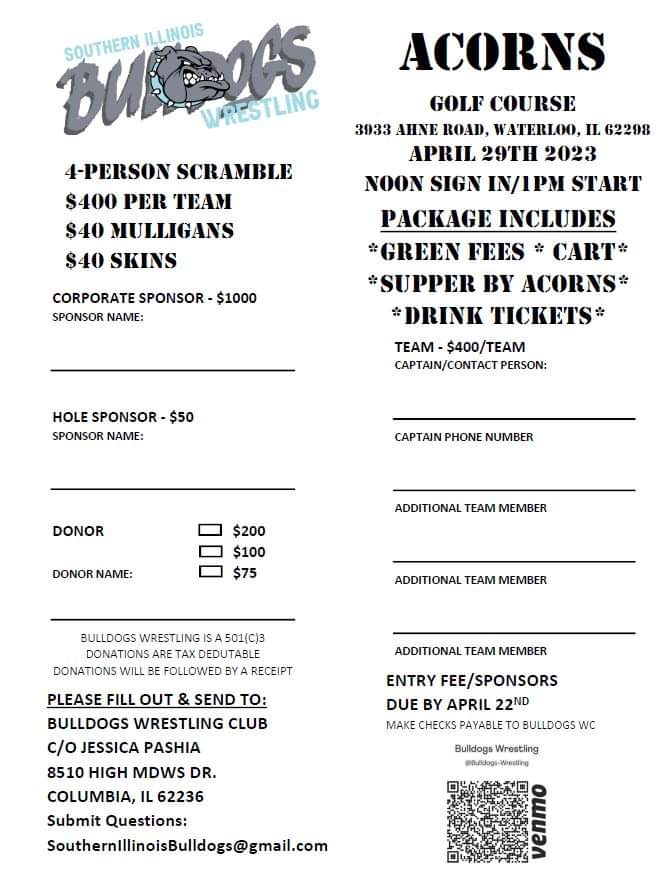 SOUTHERN ILLINOIS
BULLDOGS
WRESTLING
4-PERSON SCRAMBLE
$400 PER TEAM
$40 MULLIGANS
$40 SKINS
CORPORATE SPONSOR - $1000
SPONSOR NAME:
HOLE SPONSOR - $50
SPONSOR NAME:
DONOR $200
$100
DONOR NAME: $75
BULLDOGS WRESTLING IS A 501(C)3
DONATIONS ARE TAX DEDUTABLE
DONATIONS WILL BE FOLLOWED BY A RECEIPT
PLEASE FILL OUT & SEND TO:
BULLDOGS WRESTLING CLUB
C/O JESSICA PASHIA
8510 HIGH MDWS DR.
COLUMBIA, IL 62236
Submit Questions:
SouthernIllinoisBulldogs@gmail.com
ACORNS
GOLF COURSE
3933 AHNE ROAD, WATERLOO, IL 62298
APRIL 29TH 2023
NOON SIGN IN/1PM START
PACKAGE INCLUDES
*GREEN FEES * CART*
*SUPPER BY ACORNS*
*DRINK TICKETS*
TEAM - $400/TEAM
CAPTAIN/CONTACT PERSON:
CAPTAIN PHONE NUMBER
ADDITIONAL TEAM MEMBER
ADDITIONAL TEAM MEMBER
ADDITIONAL TEAM MEMBER
ENTRY FEE/SPONSORS
DUE BY APRIL 22ND
MAKE CHECKS PAYABLE TO BULLDOGS WC
Bulldogs Wrestling
@Bulldogs-Wrestling
venmo